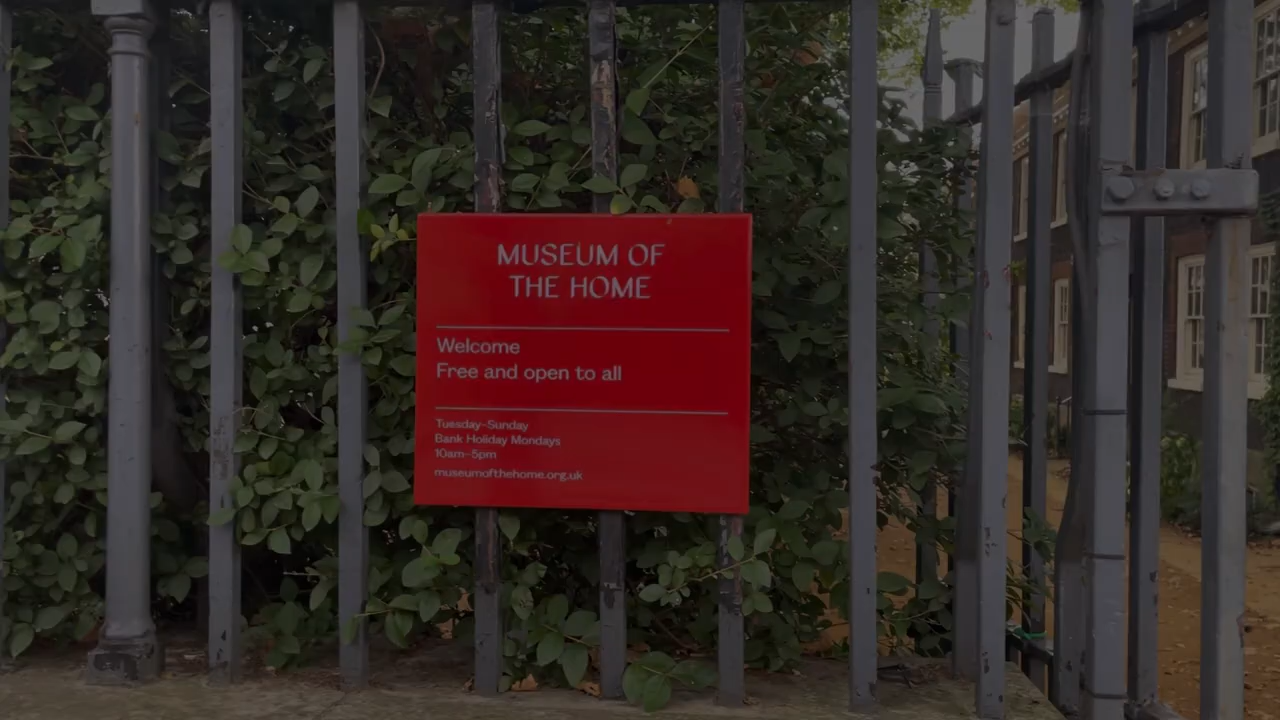 MUSEUM OF
THE HOME
Welcome
Free and open to all
Tuesday–Sunday
Bank Holiday Mondays
10am–5pm
museumofthehome.org.uk